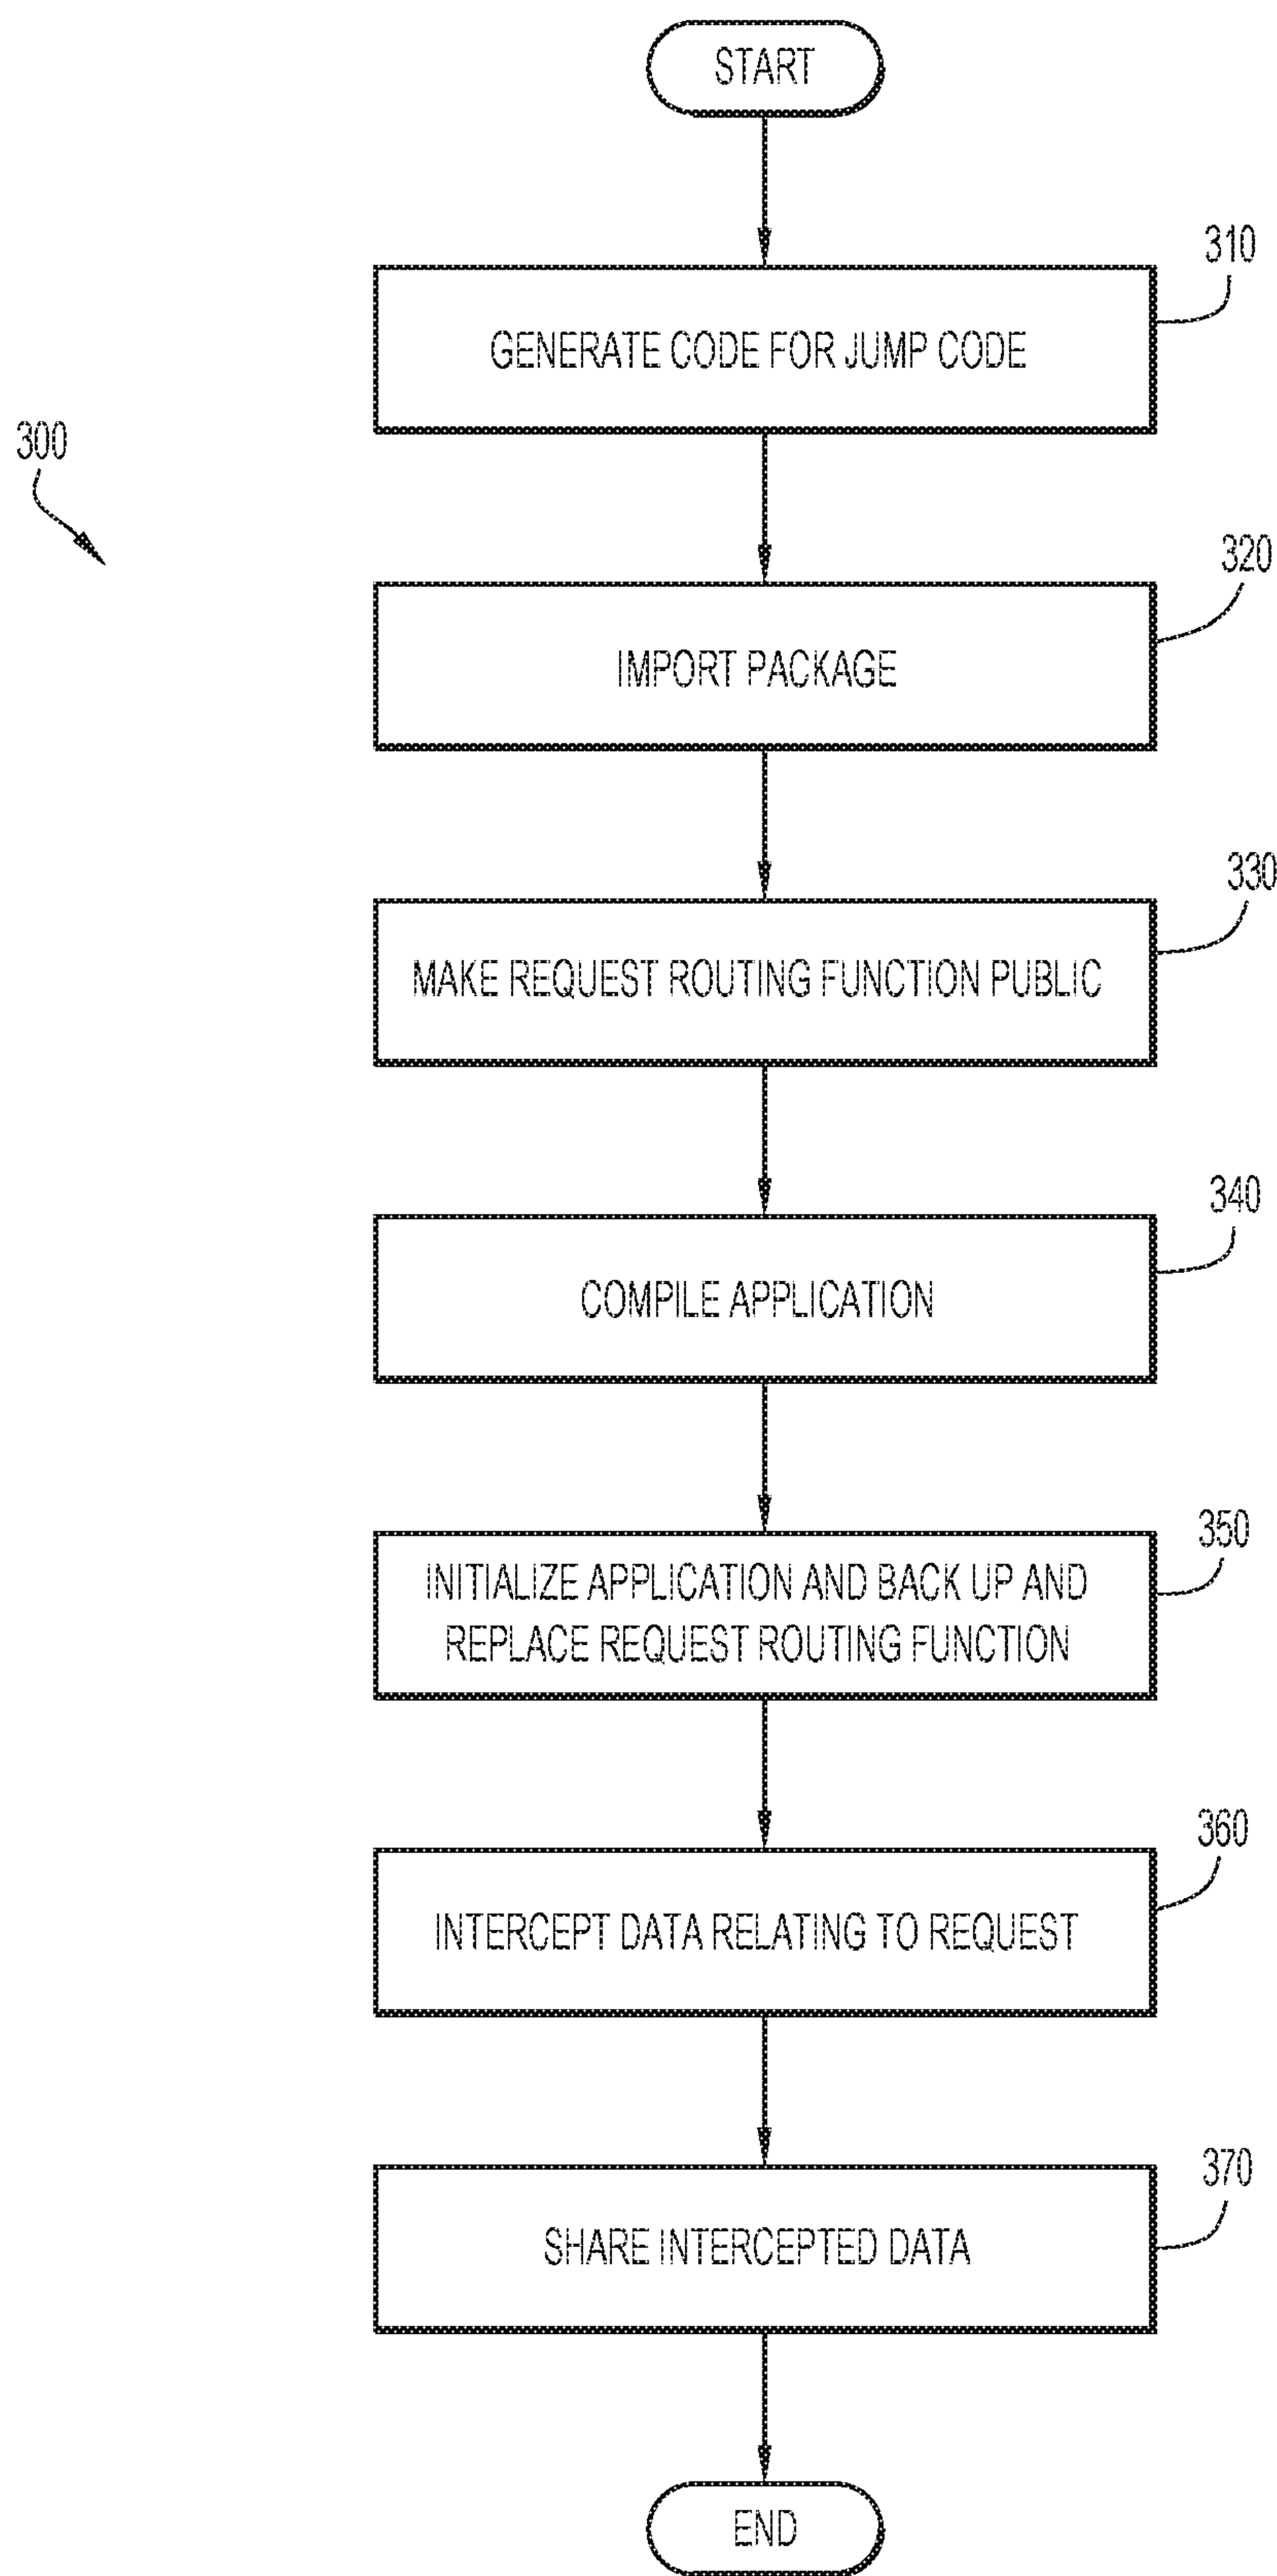 START
310
GENERATE CODE FOR JUMP CODE
300
320
IMPORT PACKAGE
330
MAKE REQUEST ROUTING FUNCTION PUBLIC
340
COMPILE APPLICATION
350
INITIALIZE APPLICATION AND BACK UP AND
REPLACE REQUEST ROUTING FUNCTION
360
INTERCEPT DATA RELATING TO REQUEST
370
SHARE INTERCEPTED DATA
END